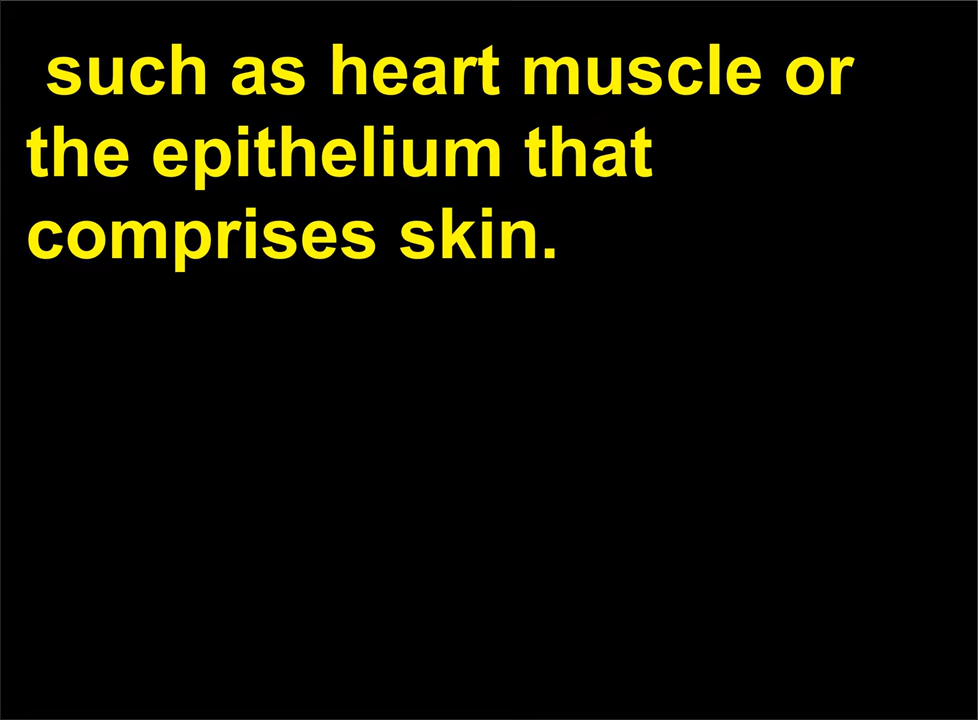 such as heart muscle or
the epithelium that
comprises skin.